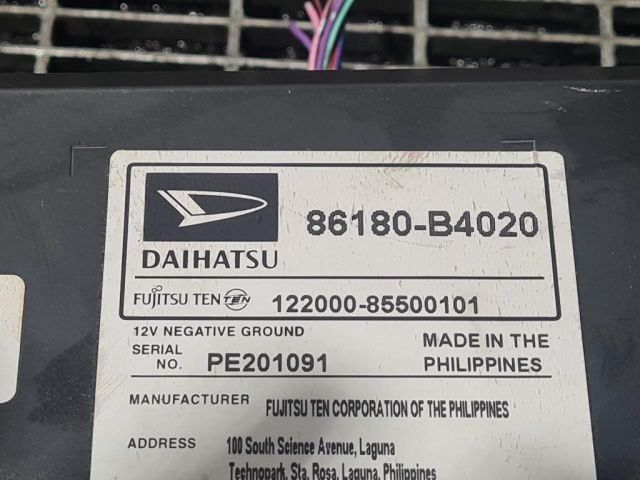 86180-B4020
DAIHATSU
FUJITSU TEN TEN 122000-85500101
12V NEGATIVE GROUND
SERIAL NO. PE201091
MADE IN THE PHILIPPINES
MANUFACTURER FUJITSU TEN CORPORATION OF THE PHILIPPINES
ADDRESS 100 South Science Avenue, Laguna
Technopark, Sta. Rosa, Laguna, Philippines